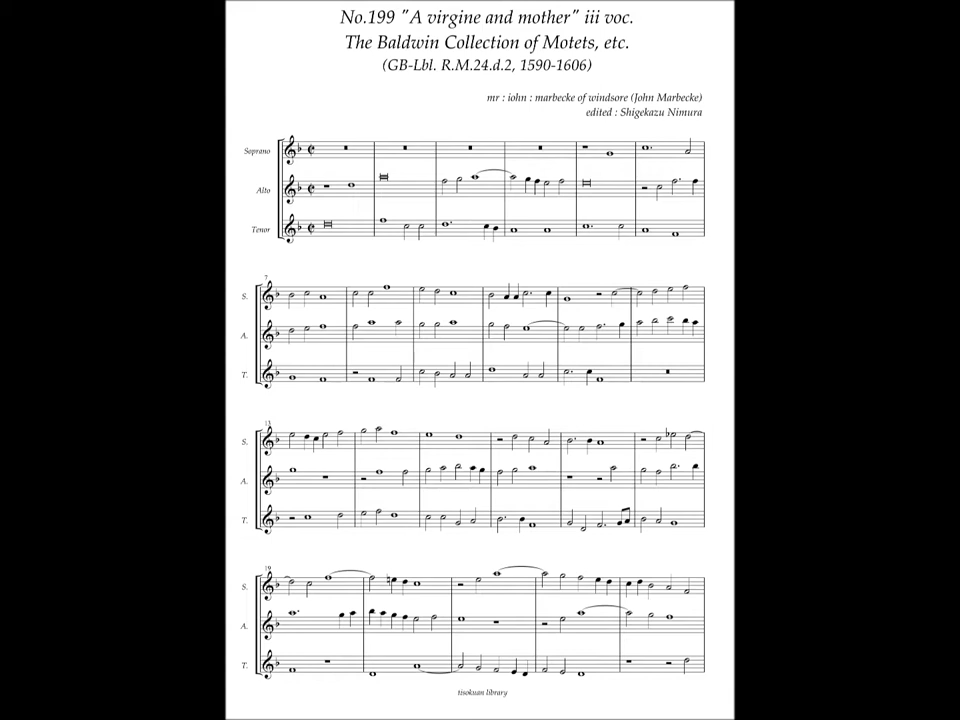 No.199 "A virgine and mother" iii voc.
The Baldwin Collection of Motets, etc.
(GB-Lbl. R.M.24.d.2, 1590-1606)
mr : iohn : marbecke of windsore (John Marbecke)
edited : Shigekazu Nimura
Soprano
Alto
Tenor
7
S.
A.
T.
13
S.
A.
T.
19
S.
A.
T.
tisokuan library